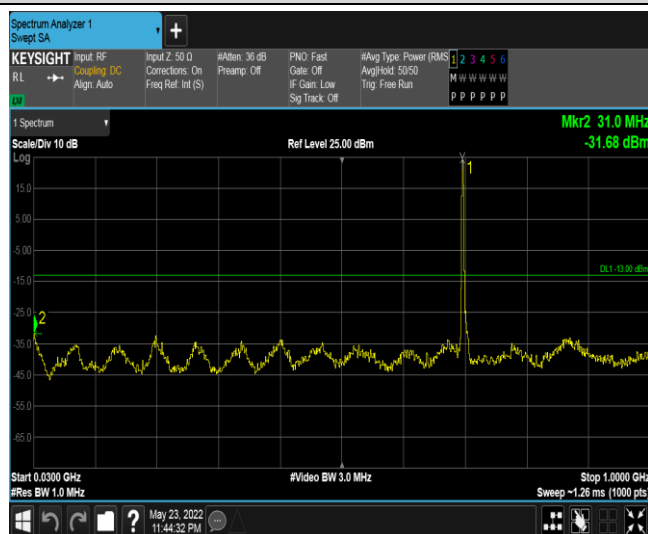 Spectrum Analyzer 1
Swept SA
KEYSIGHT
RL
LXI
Input: RF
Coupling: DC
Align: Auto
Input Z: 50 Ω
Corrections: On
Freq Ref: Int (S)
#Atten: 36 dB
Preamp: Off
PNO: Fast
Gate: Off
IF Gain: Low
Sig Track: Off
#Avg Type: Power (RMS
Avg|Hold: 50/50
Trig: Free Run
1 2 3 4 5 6
M W W W W W
P P P P P P
1 Spectrum
Scale/Div 10 dB
Ref Level 25.00 dBm
Mkr2 31.0 MHz
-31.68 dBm
Log
15.0
5.00
-5.00
-15.0
-25.0
-35.0
-45.0
-55.0
-65.0
1
DL1 -13.00 dBm
2
Start 0.0300 GHz
#Res BW 1.0 MHz
#Video BW 3.0 MHz
Stop 1.0000 GHz
Sweep ~1.26 ms (1000 pts)
May 23, 2022
11:44:32 PM